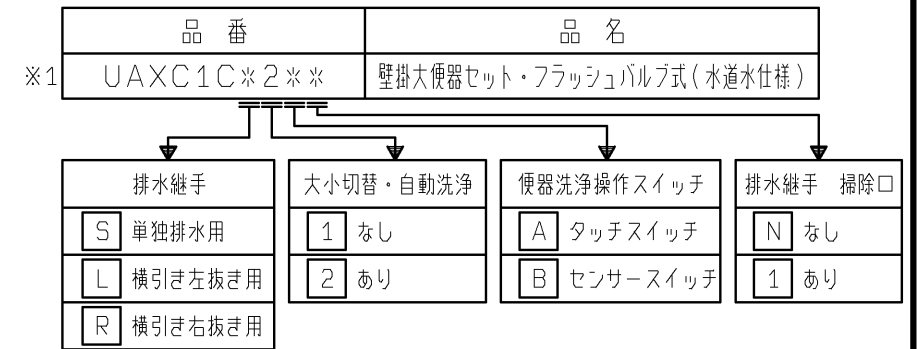 品 番
品 名
※1
UAXC1C※2※※
壁掛大便器セット・フラッシュバルブ式(水道水仕様)
排水継手
S 単独排水用
L 横引き左抜き用
R 横引き右抜き用
大小切替・自動洗浄
1 なし
2 あり
便器洗浄操作スイッチ
A タッチスイッチ
B センサースイッチ
排水継手 掃除口
N なし
1 あり